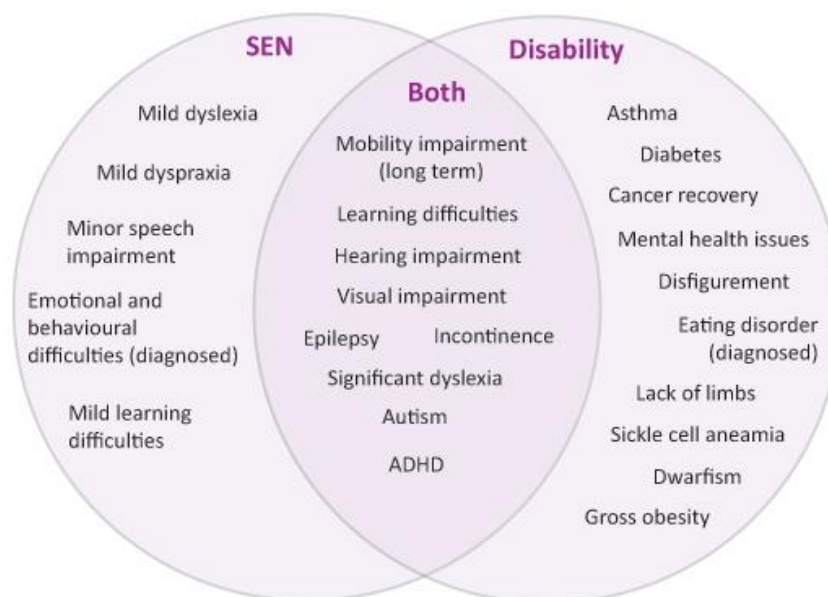 SEN
Mild dyslexia
Mild dyspraxia
Minor speech
impairment
Emotional and
behavioural
difficulties (diagnosed)
Mild learning
difficulties
Both
Mobility impairment
(long term)
Learning difficulties
Hearing impairment
Visual impairment
Epilepsy
Incontinence
Significant dyslexia
Autism
ADHD
Disability
Asthma
Diabetes
Cancer recovery
Mental health issues
Disfigurement
Eating disorder
(diagnosed)
Lack of limbs
Sickle cell aneamia
Dwarfism
Gross obesity